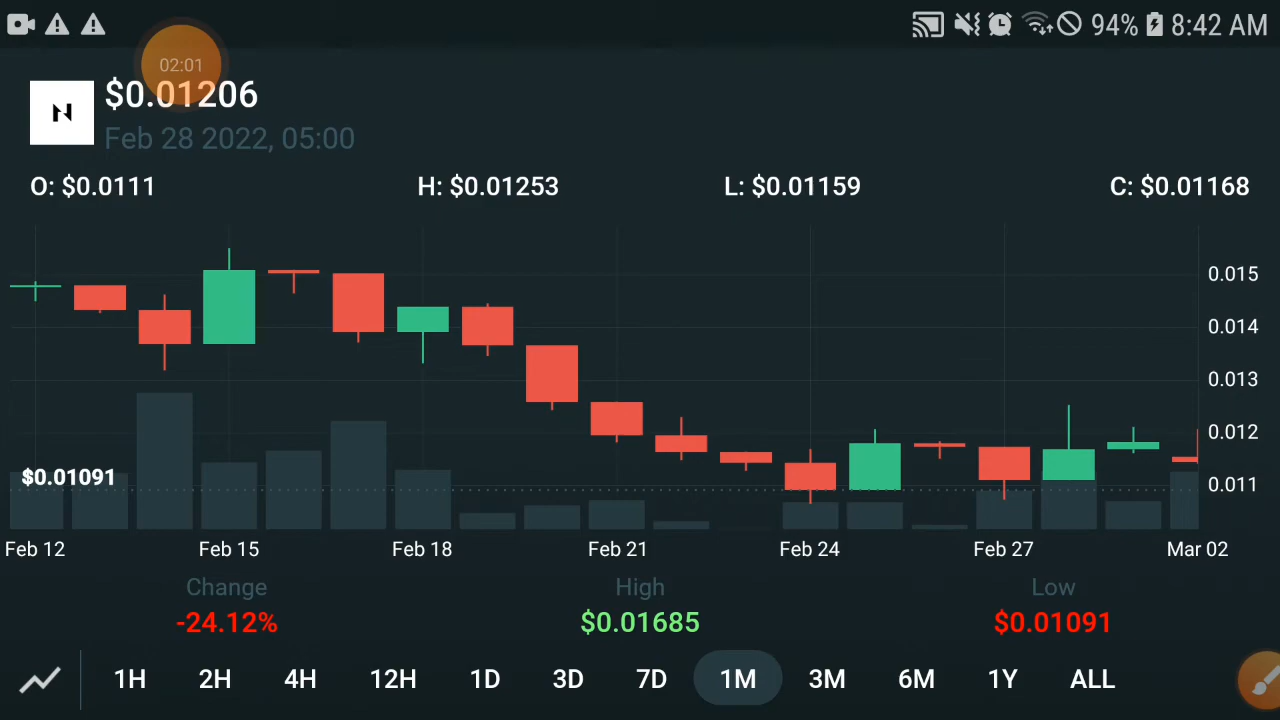 94% 8:42 AM
02:01
$0.01206
Feb 28 2022, 05:00
O: $0.0111 H: $0.01253 L: $0.01159 C: $0.01168
0.015
0.014
0.013
0.012
$0.01091
0.011
Feb 12 Feb 15 Feb 18 Feb 21 Feb 24 Feb 27 Mar 02
Change High Low
-24.12% $0.01685 $0.01091
1H 2H 4H 12H 1D 3D 7D 1M 3M 6M 1Y ALL